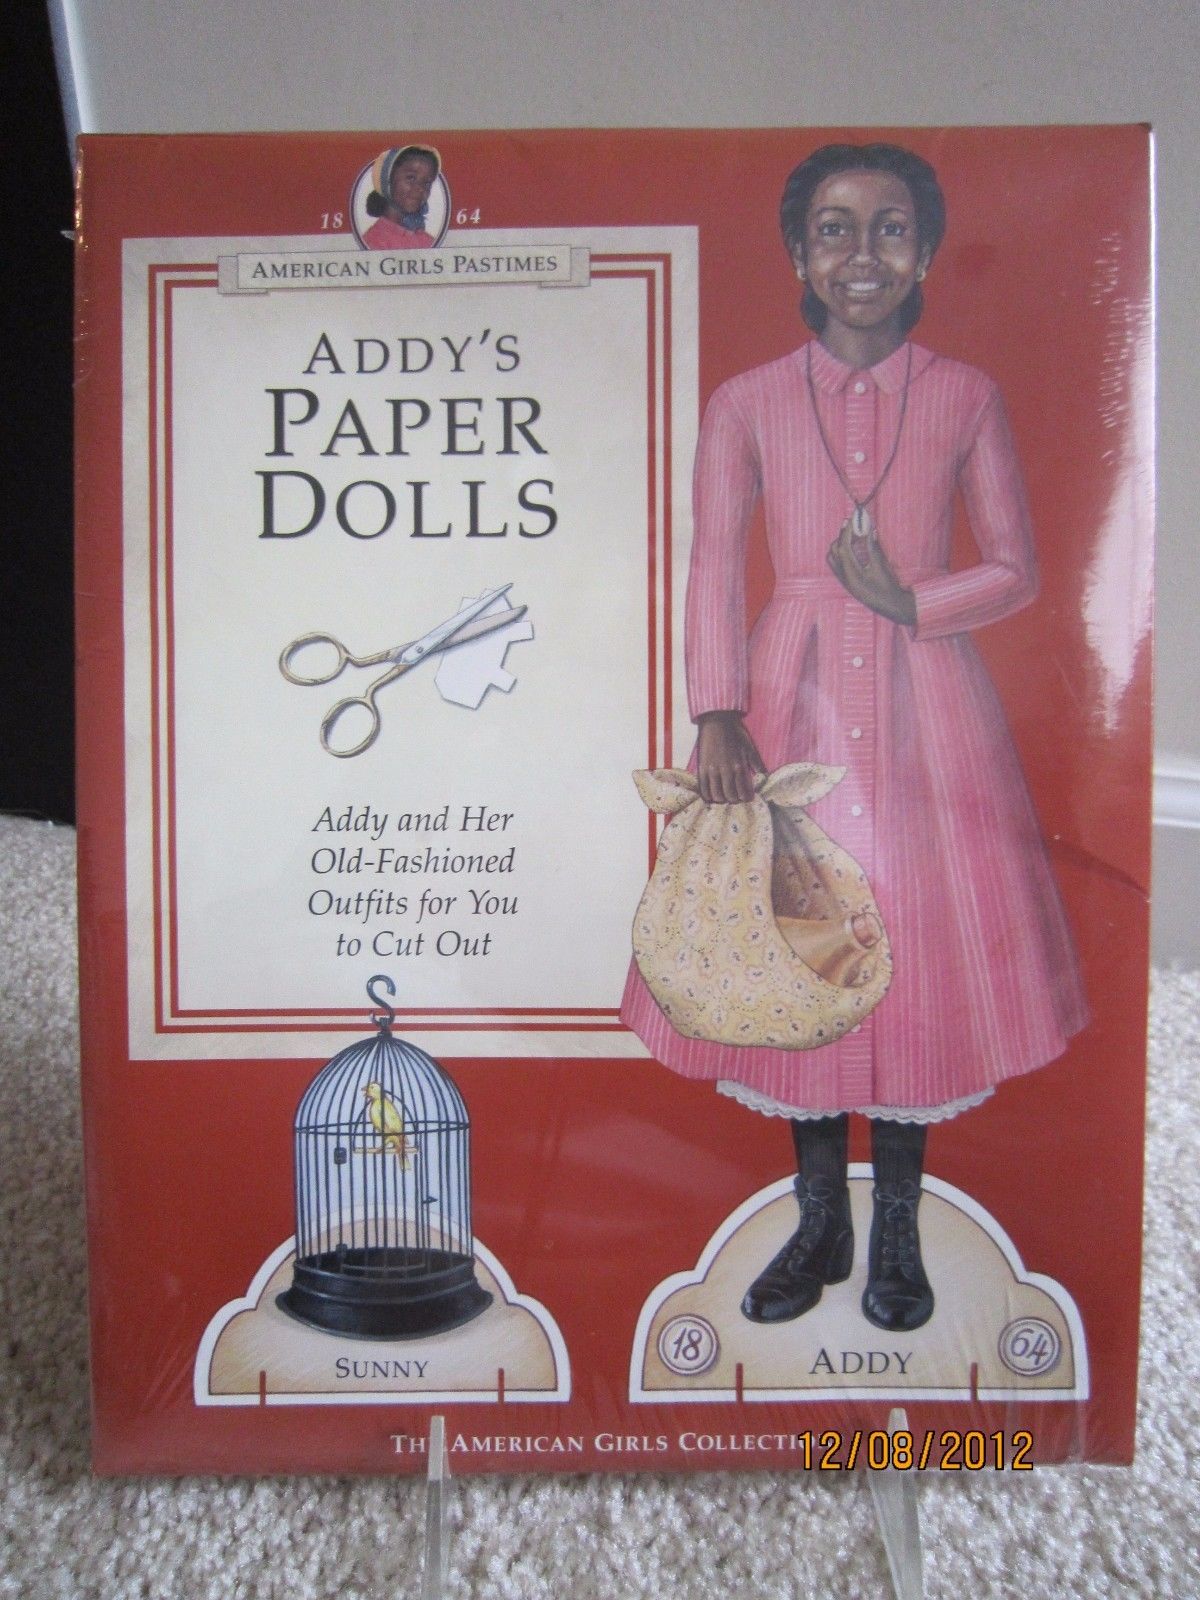 18 64
AMERICAN GIRLS PASTIMES
ADDY'S
PAPER
DOLLS
Addy and Her
Old-Fashioned
Outfits for You
to Cut Out
SUNNY
18 ADDY 64
AMERICAN GIRLS
12/08/2012